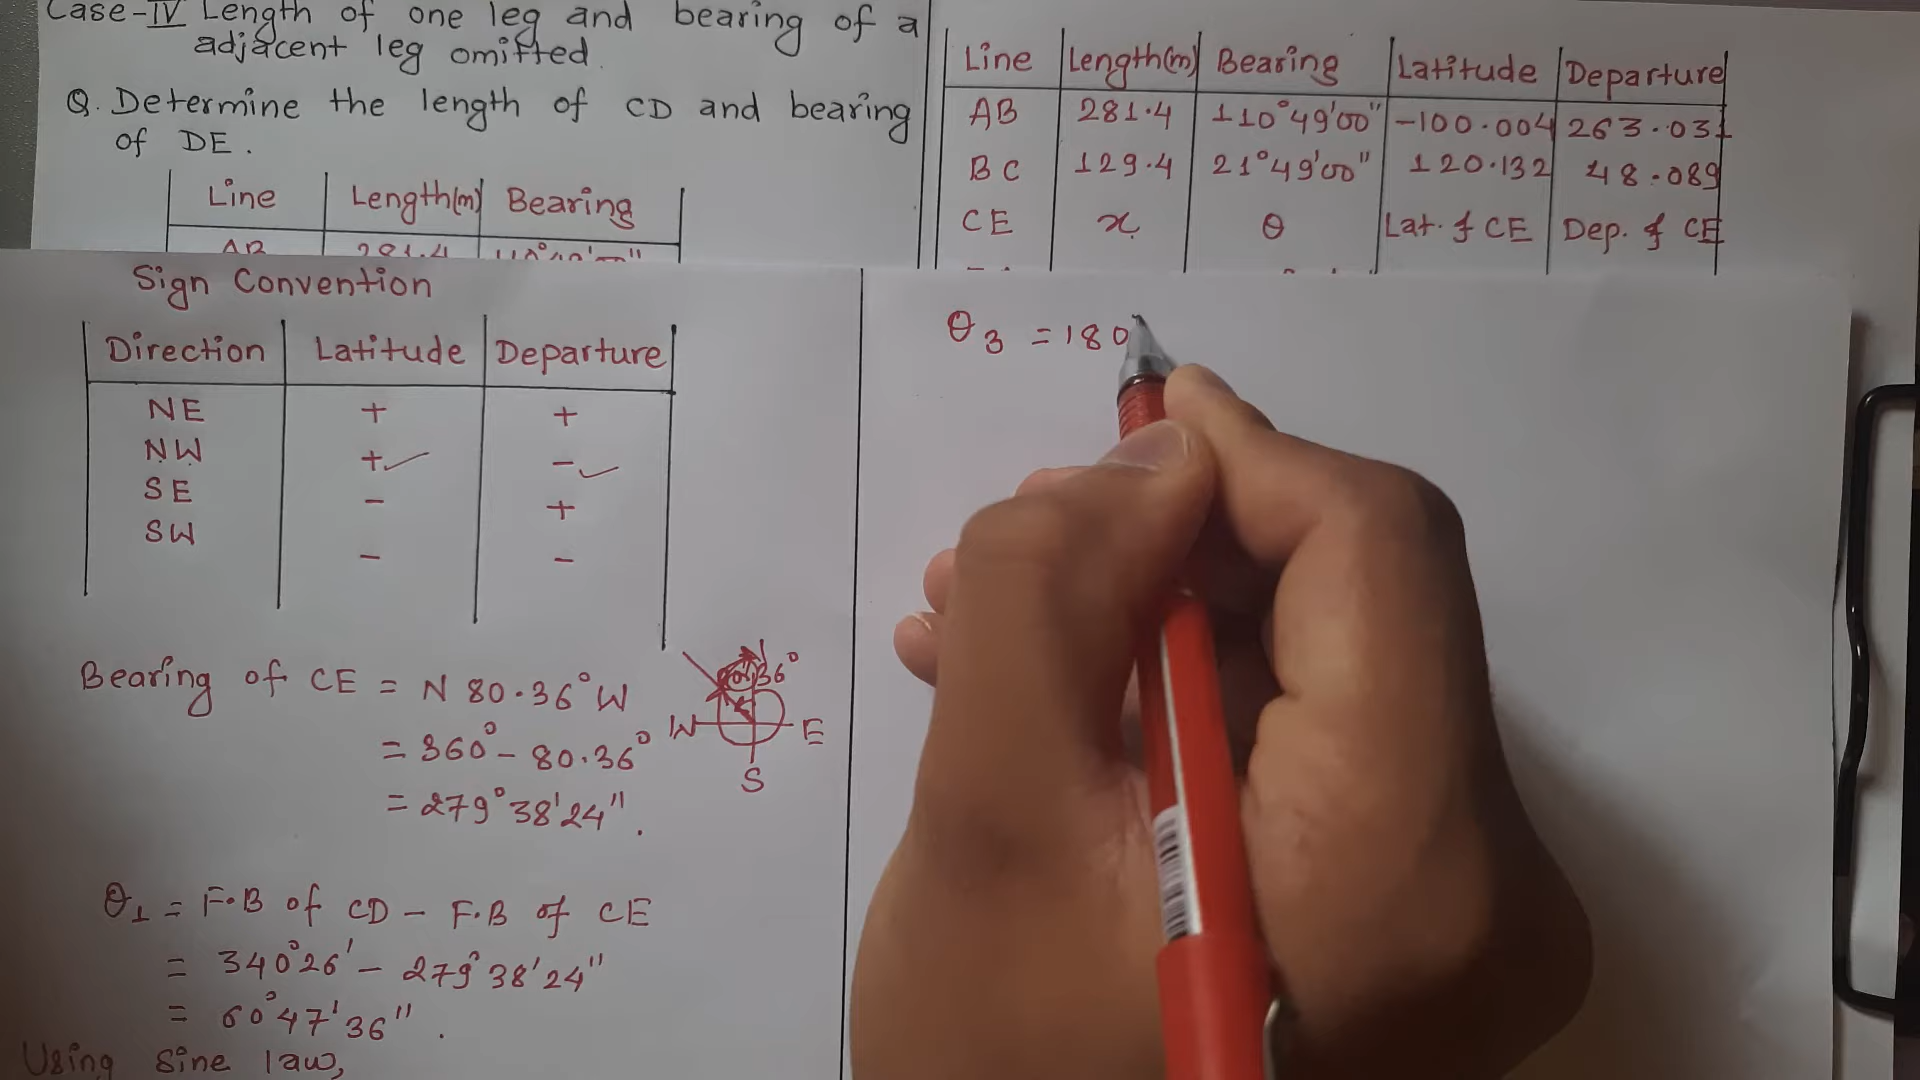 Case-IV Length of one leg and bearing of a
adjacent leg omitted.
Q. Determine the length of CD and bearing
of DE.
Line Length(m) Bearing
AB 281.4
Sign Convention
Direction Latitude Departure
NE + +
NW + -
SE - +
SW - -
Bearing of CE = N 80.36° W
= 360° - 80.36°
= 279° 38' 24".
W E
S
θ1 = F.B of CD - F.B of CE
= 340°26' - 279°38'24"
= 60°47'36".
Using Sine law,
Line Length(m) Bearing Latitude Departure
AB 281.4 110°49'00" -100.004 263.031
BC 129.4 21°49'00" 120.132 48.089
CE x θ Lat. of CE Dep. of CE
θ3 = 180